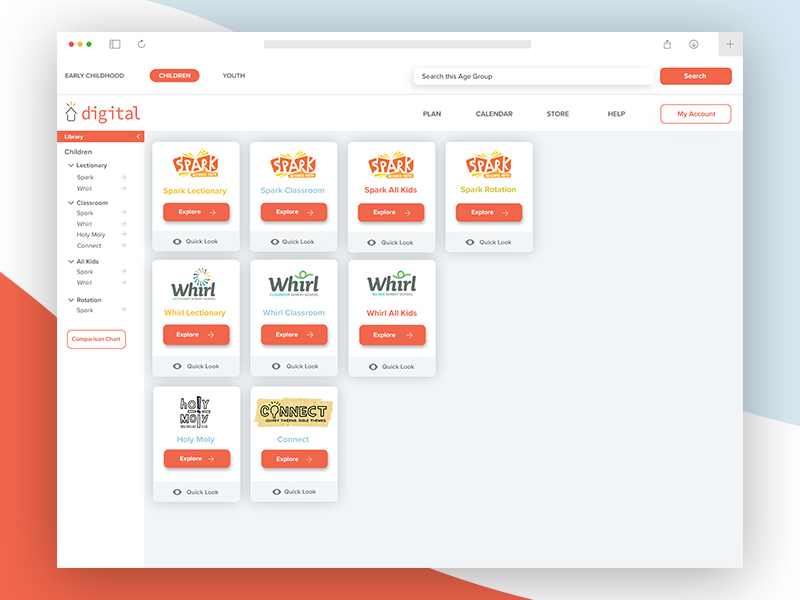 EARLY CHILDHOOD
CHILDREN
YOUTH
Search this Age Group
Search
digital
PLAN
CALENDAR
STORE
HELP
My Account
Library
Children
Lectionary
Spark
Whirl
Classroom
Spark
Whirl
Holy Moly
Connect
All Kids
Spark
Whirl
Rotation
Spark
Comparison Chart
SPARK
Spark Lectionary
Explore
Quick Look
SPARK
Spark Classroom
Explore
Quick Look
SPARK
Spark All Kids
Explore
Quick Look
SPARK
Spark Rotation
Explore
Quick Look
Whirl
LECTIONARY SUNDAY SCHOOL
Whirl Lectionary
Explore
Quick Look
Whirl
CLASSROOM SUNDAY SCHOOL
Whirl Classroom
Explore
Quick Look
Whirl
ALL KIDS SUNDAY SCHOOL
Whirl All Kids
Explore
Quick Look
holy
Moly
Holy Moly
Explore
Quick Look
CONNECT
QUIRKY TWEENS. BIBLE THEMES.
Connect
Explore
Quick Look